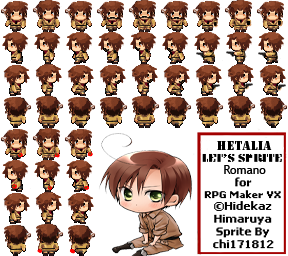 HETALIA
LET'S SPRITE
Romano
for
RPG Maker VX
©Hidekaz
Himaruya
Sprite By
chi171812